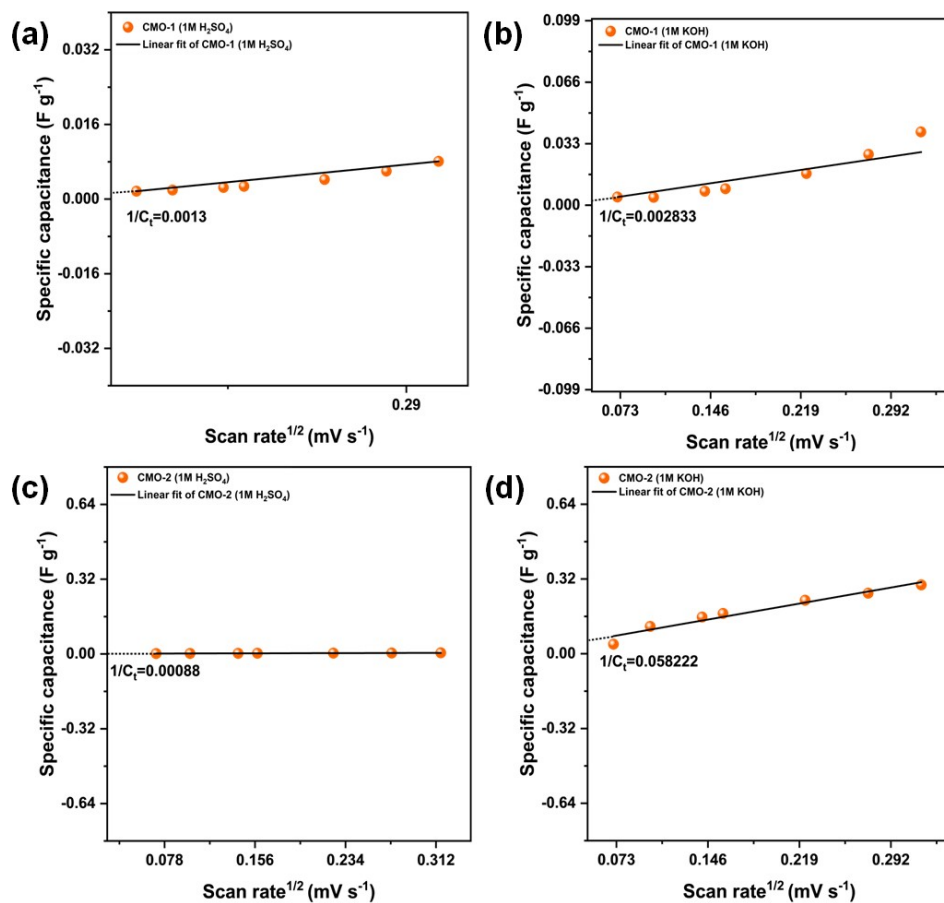 (a)
CMO-1 (1M H₂SO₄)
Linear fit of CMO-1 (1M H₂SO₄)
Specific capacitance (F g⁻¹)
0.032
0.016
0.000
-0.016
-0.032
1/Cₜ=0.0013
0.29
Scan rate¹ᐟ² (mV s⁻¹)
(b)
CMO-1 (1M KOH)
Linear fit of CMO-1 (1M KOH)
Specific capacitance (F g⁻¹)
0.099
0.066
0.033
0.000
-0.033
-0.066
-0.099
1/Cₜ=0.002833
0.073 0.146 0.219 0.292
Scan rate¹ᐟ² (mV s⁻¹)
(c)
CMO-2 (1M H₂SO₄)
Linear fit of CMO-2 (1M H₂SO₄)
Specific capacitance (F g⁻¹)
0.64
0.32
0.00
-0.32
-0.64
1/Cₜ=0.00088
0.078 0.156 0.234 0.312
Scan rate¹ᐟ² (mV s⁻¹)
(d)
CMO-2 (1M KOH)
Linear fit of CMO-2 (1M KOH)
Specific capacitance (F g⁻¹)
0.64
0.32
0.00
-0.32
-0.64
1/Cₜ=0.058222
0.073 0.146 0.219 0.292
Scan rate¹ᐟ² (mV s⁻¹)